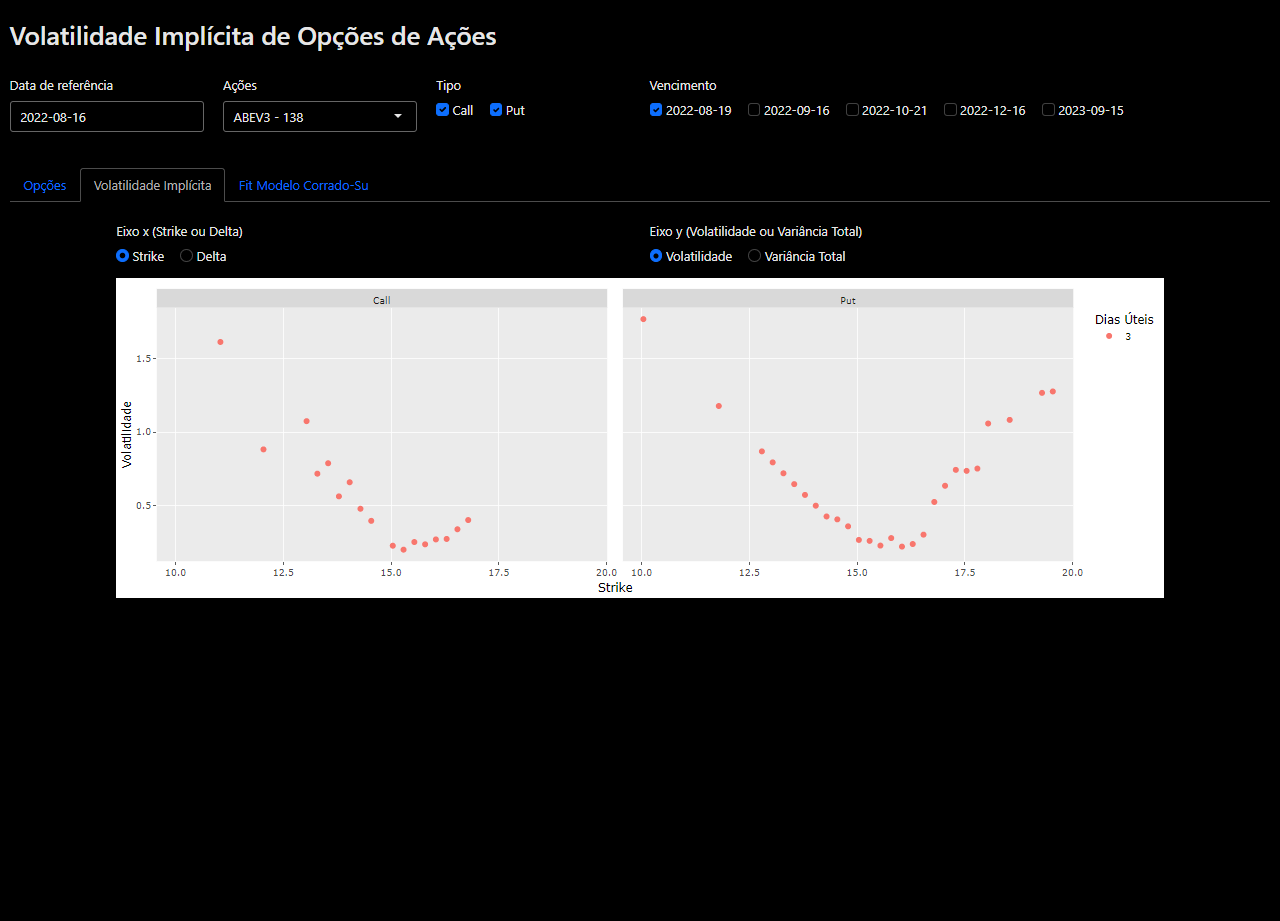 Volatilidade Implícita de Opções de Ações
Data de referência Ações Tipo Vencimento
2022-08-16 ABEV3 - 138 Call Put 2022-08-19 2022-09-16 2022-10-21 2022-12-16 2023-09-15
Opções Volatilidade Implícita Fit Modelo Corrado-Su
Eixo x (Strike ou Delta) Eixo y (Volatilidade ou Variância Total)
Strike Delta Volatilidade Variância Total
Call Put
Dias Úteis
3
1.5
1.0
0.5
Volatilidade
10.0 12.5 15.0 17.5 20.0 10.0 12.5 15.0 17.5 20.0
Strike